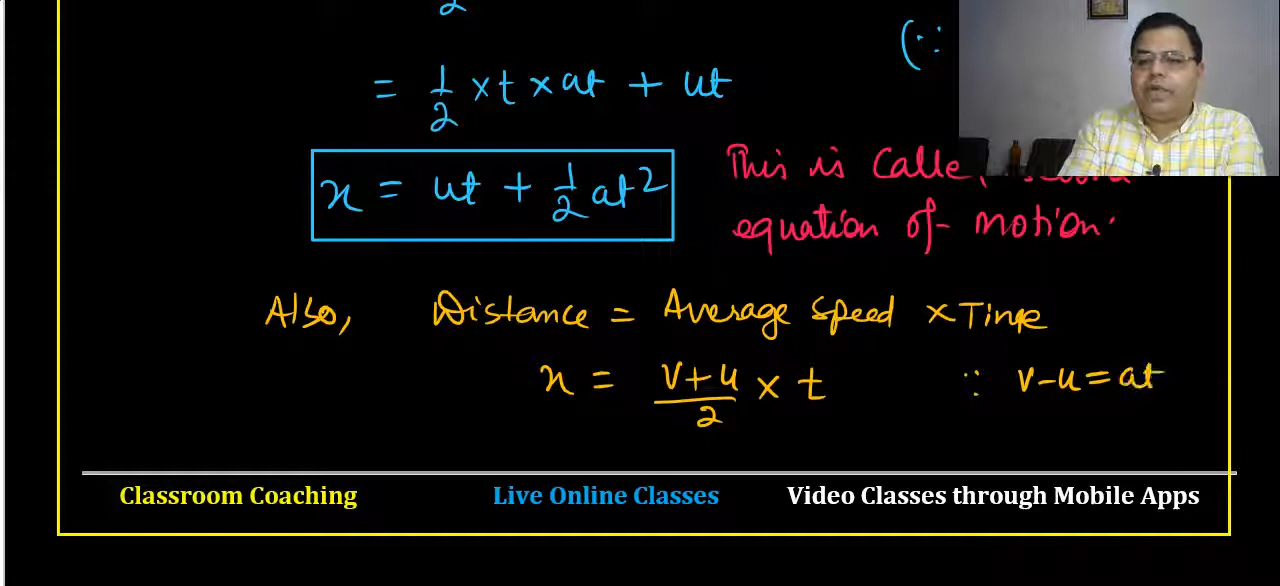 2
(∵
= 1/2 × t × at + ut
x = ut + 1/2 at²
This is Calle
equation of motion.
Also, Distance = Average Speed × Time
x = (v+u)/2 × t ∵ v-u = at
Classroom Coaching Live Online Classes Video Classes through Mobile Apps